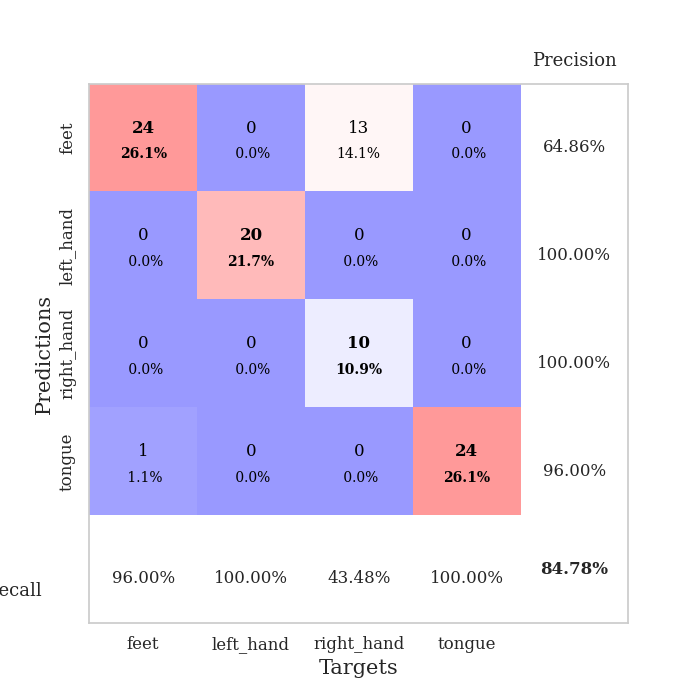 Precision
24 0 13 0
26.1% 0.0% 14.1% 0.0%
64.86%
feet
0 20 0 0
0.0% 21.7% 0.0% 0.0%
100.00%
left_hand
0 0 10 0
0.0% 0.0% 10.9% 0.0%
100.00%
right_hand
Predictions
1 0 0 24
1.1% 0.0% 0.0% 26.1%
96.00%
tongue
84.78%
96.00% 100.00% 43.48% 100.00%
ecall
feet left_hand right_hand tongue
Targets